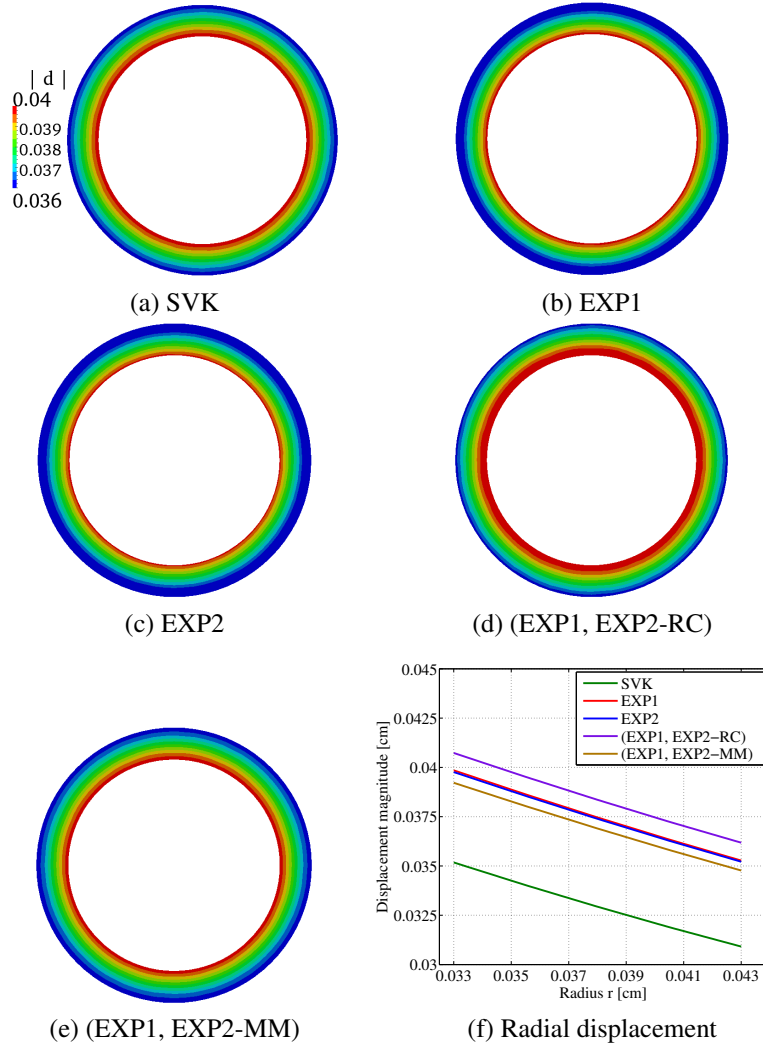 | d |
0.04
0.039
0.038
0.037
0.036
(a) SVK
(b) EXP1
(c) EXP2
(d) (EXP1, EXP2-RC)
(e) (EXP1, EXP2-MM)
0.045
0.0425
0.04
0.0375
0.035
0.0325
0.03
Displacement magnitude [cm]
SVK
EXP1
EXP2
(EXP1, EXP2−RC)
(EXP1, EXP2−MM)
0.033 0.035 0.037 0.039 0.041 0.043
Radius r [cm]
(f) Radial displacement